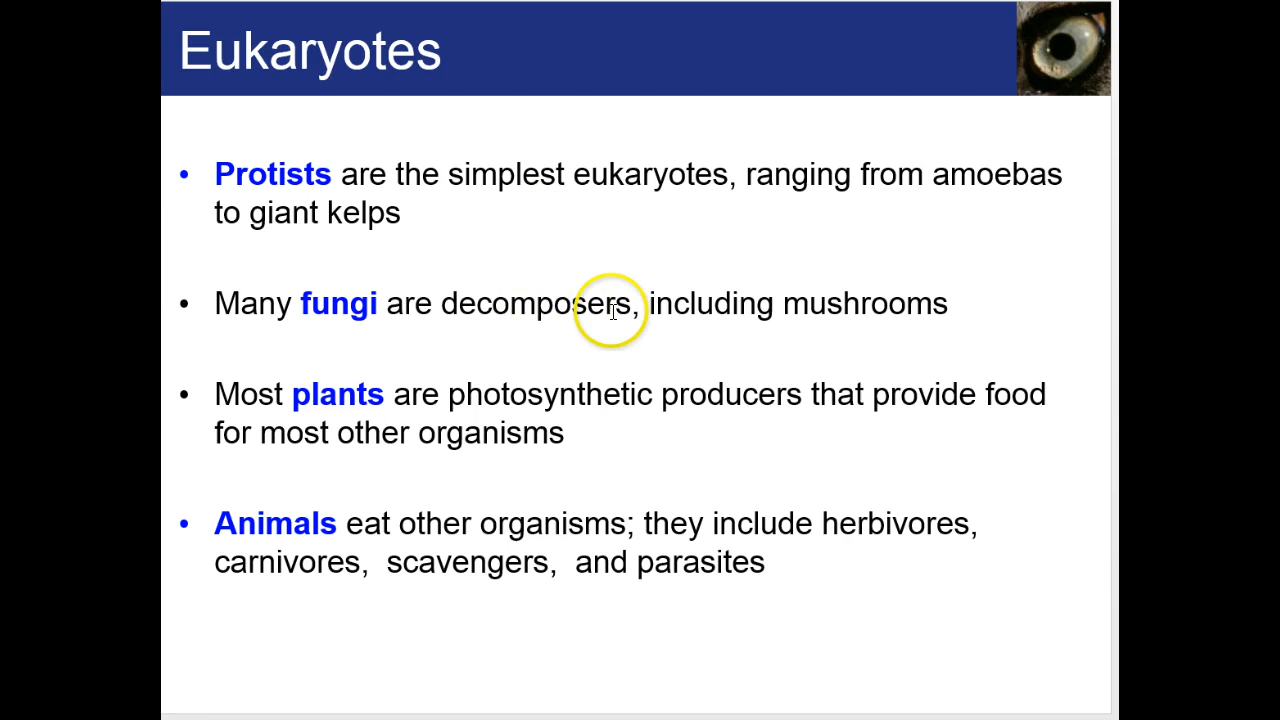 Eukaryotes
• Protists are the simplest eukaryotes, ranging from amoebas
to giant kelps
• Many fungi are decomposers, including mushrooms
• Most plants are photosynthetic producers that provide food
for most other organisms
• Animals eat other organisms; they include herbivores,
carnivores,  scavengers,  and parasites